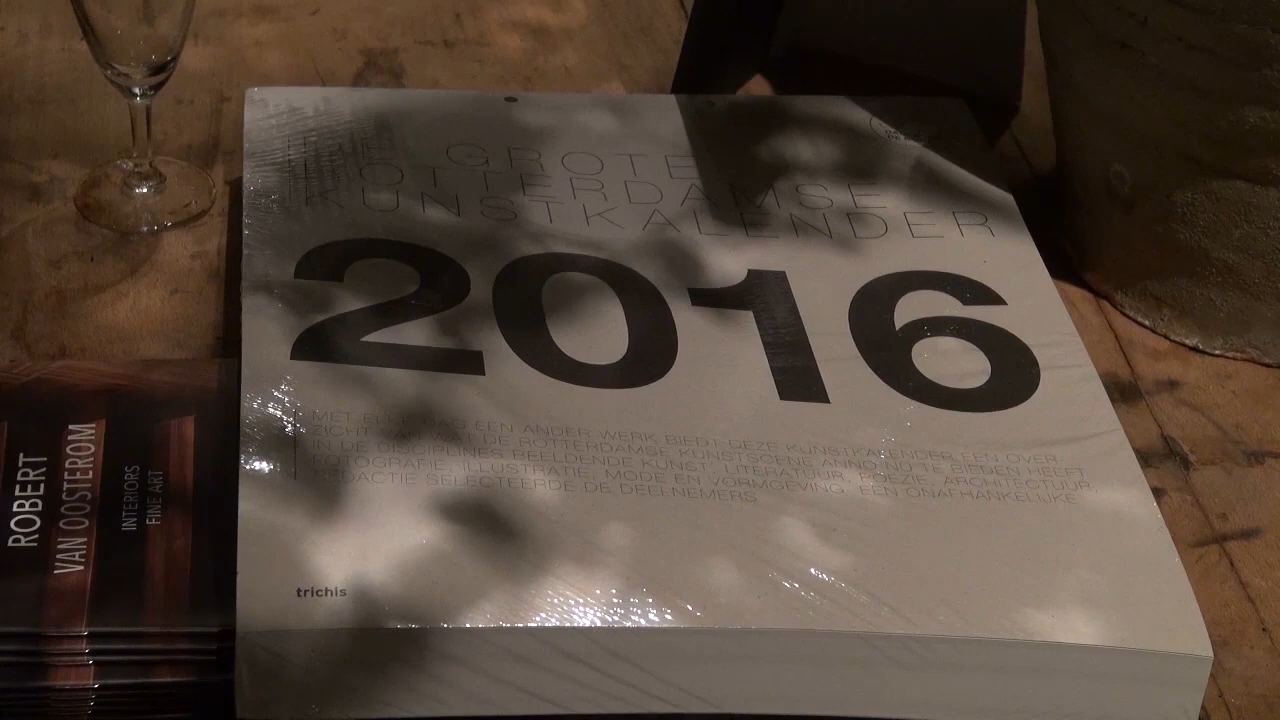 GROTE
ROTTERDAMSE
KUNSTKALENDER
2016
MET ELKE DAG EEN ANDER WERK BIEDT DEZE KUNSTKALENDER EEN OVER-
ZICHT VAN WAT DE ROTTERDAMSE KUNSTSCENE ANNO NU TE BIEDEN HEEFT
IN DE DISCIPLINES BEELDENDE KUNST, LITERATUUR, POËZIE, ARCHITECTUUR,
FOTOGRAFIE, ILLUSTRATIE, MODE EN VORMGEVING. EEN ONAFHANKELIJKE
REDACTIE SELECTEERDE DE DEELNEMERS.
trichis
ROBERT
VAN OOSTEROM
INTERIORS
FINE ART